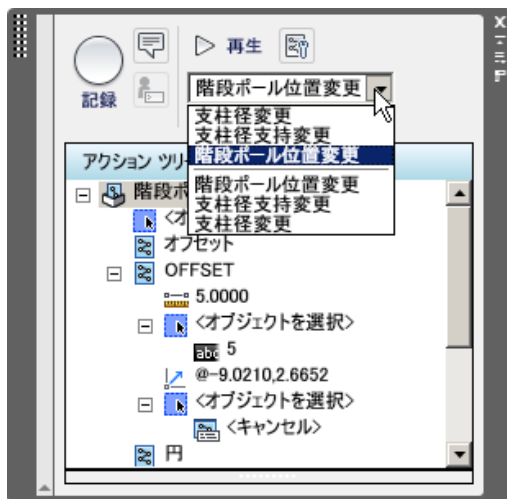 再生
記録
階段ポール位置変更
支柱径変更
支柱径支持変更
階段ポール位置変更
階段ポール位置変更
支柱径支持変更
支柱径変更
アクション ツリ
階段ポ
<オ
オフセット
OFFSET
5.0000
<オブジェクトを選択>
abc 5
@-9.0210,2.6652
<オブジェクトを選択>
<キャンセル>
円